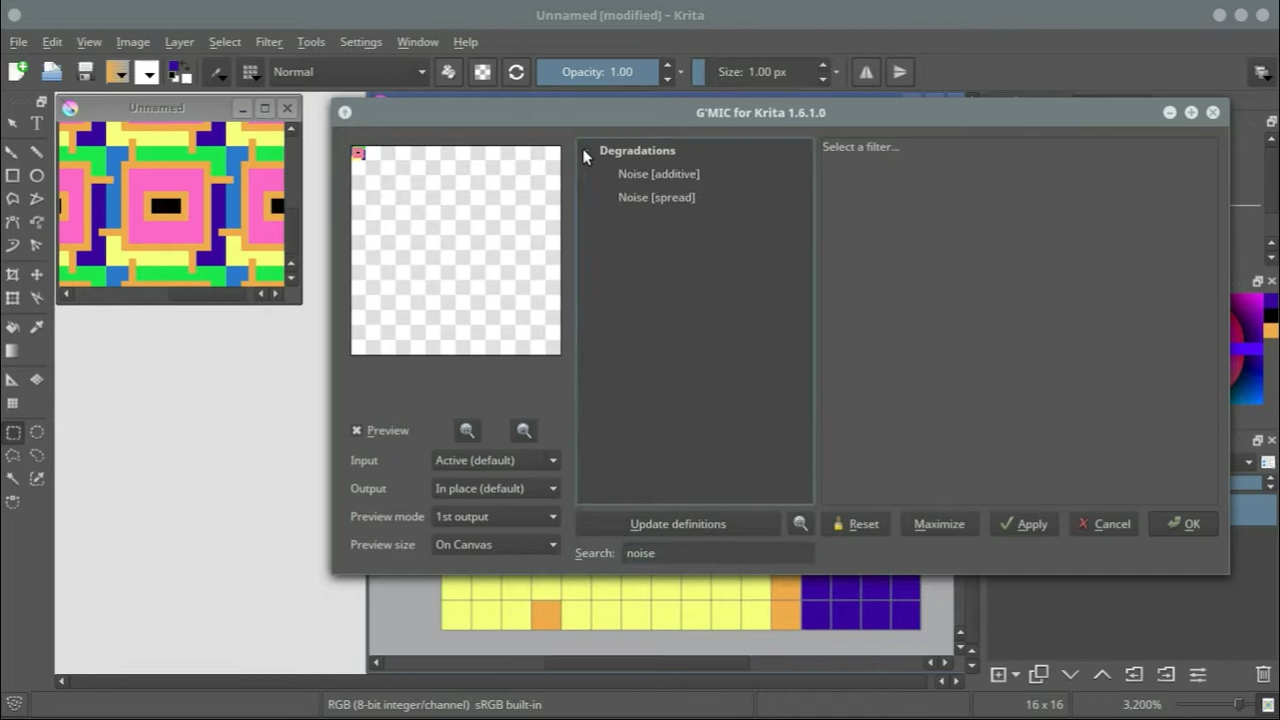 Unnamed [modified] – Krita
File Edit View Image Layer Select Filter Tools Settings Window Help
Normal Opacity: 1.00 Size: 1.00 px
Unnamed
G'MIC for Krita 1.6.1.0
Degradations
Noise [additive]
Noise [spread]
Select a filter...
Preview
Input Active (default)
Output In place (default)
Preview mode 1st output
Preview size On Canvas
Update definitions Reset Maximize Apply Cancel OK
Search: noise
RGB (8-bit integer/channel) sRGB built-in 16 x 16 3,200%